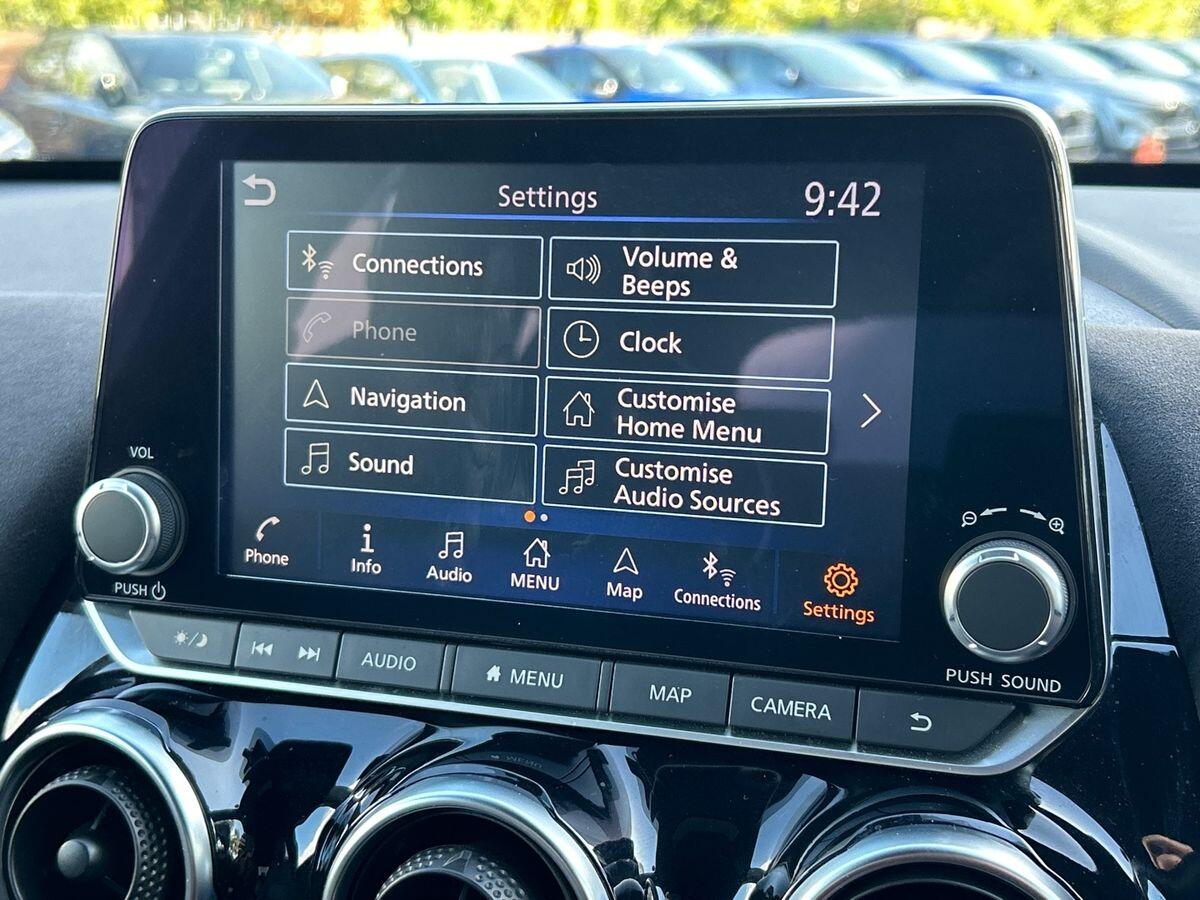 Settings
9:42
Connections
Volume &
Beeps
Phone
Clock
Navigation
Customise
Home Menu
Sound
Customise
Audio Sources
Phone
Info
Audio
MENU
Map
Connections
Settings
VOL
PUSH
PUSH SOUND
AUDIO
MENU
MAP
CAMERA